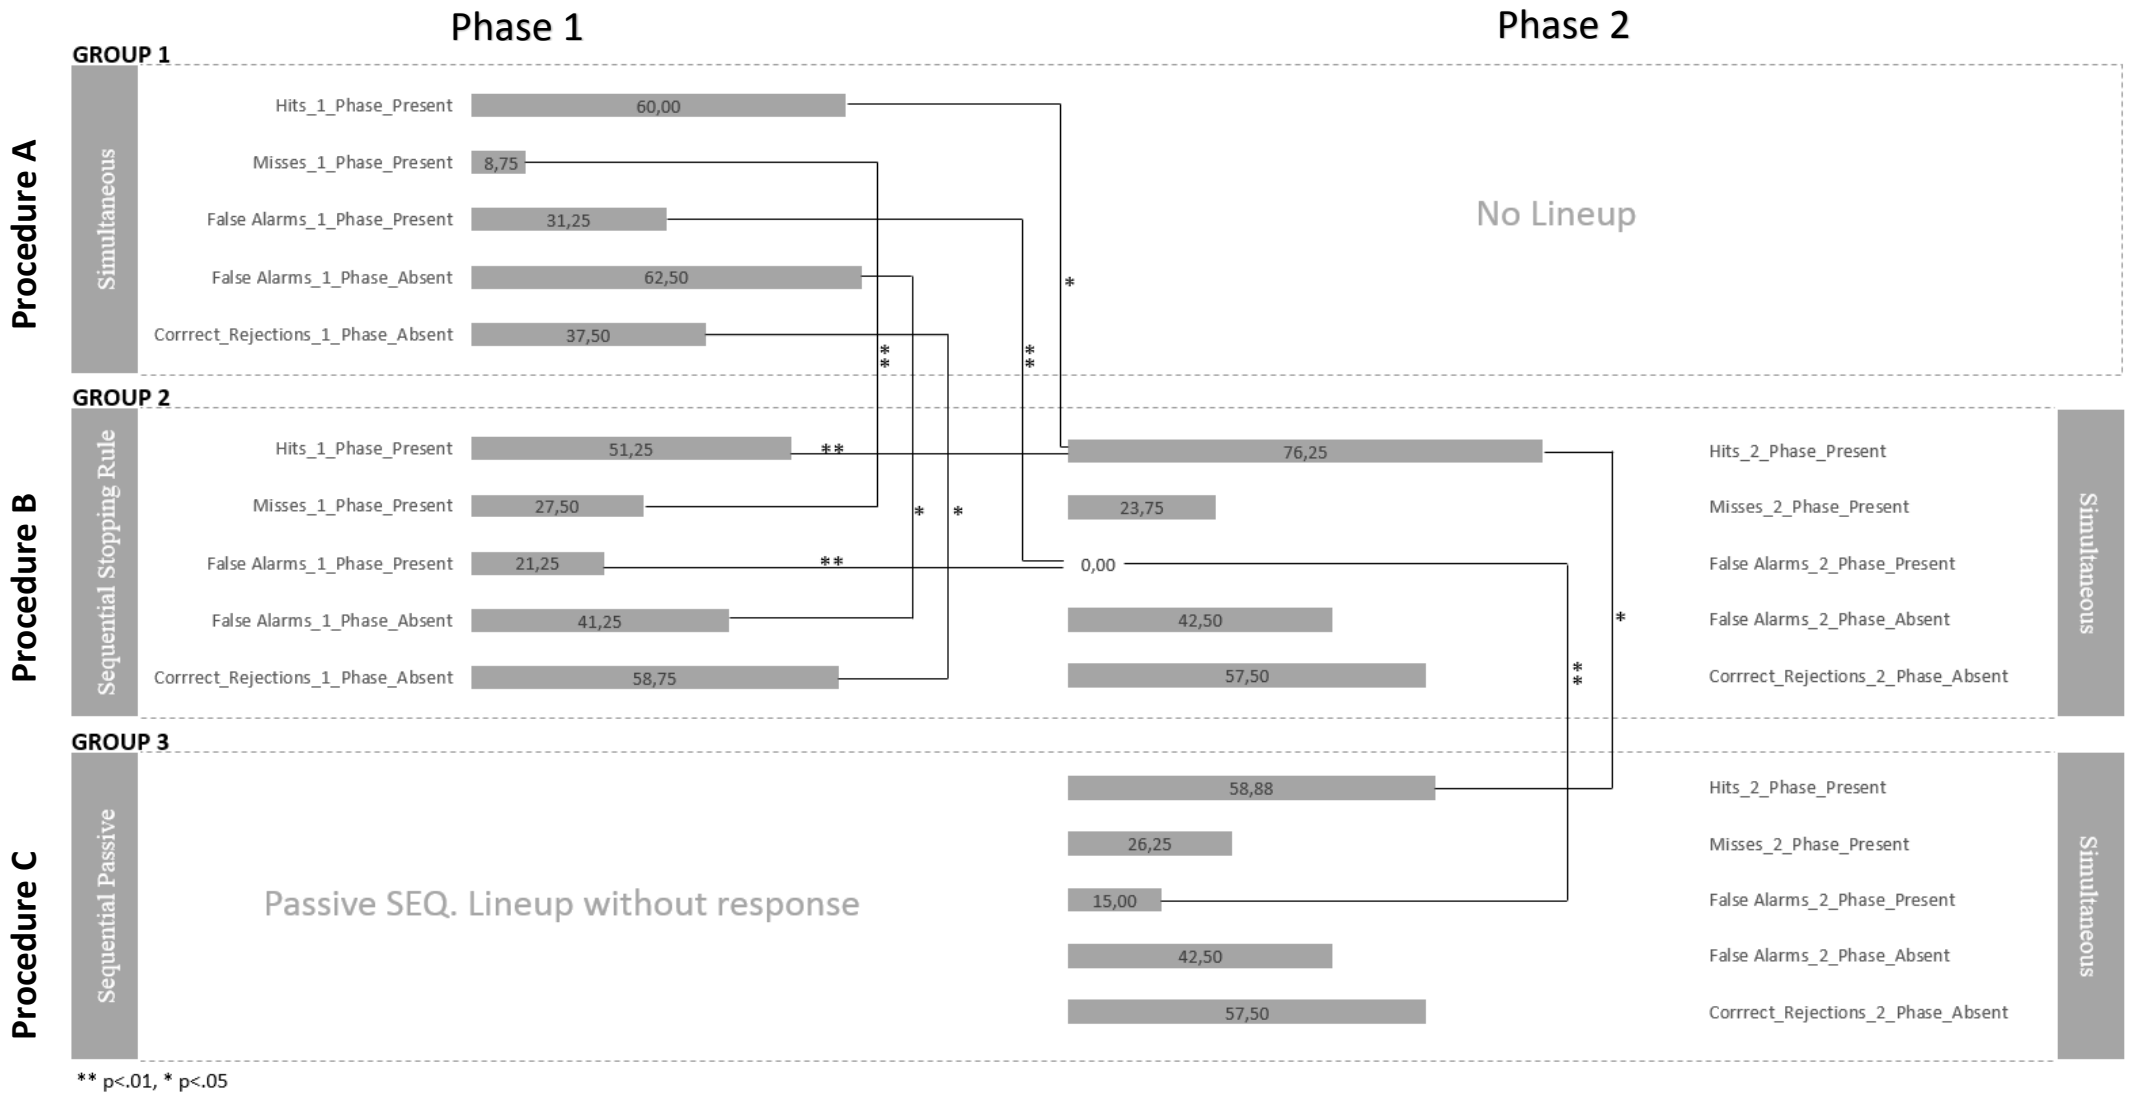 Phase 1
Phase 2
GROUP 1
Procedure A
Simultaneous
Hits_1_Phase_Present
60,00
Misses_1_Phase_Present
8,75
False Alarms_1_Phase_Present
31,25
False Alarms_1_Phase_Absent
62,50
Corrrect_Rejections_1_Phase_Absent
37,50
*
**
**
No Lineup
GROUP 2
Procedure B
Sequential Stopping Rule
Hits_1_Phase_Present
51,25
**
Misses_1_Phase_Present
27,50
*
*
False Alarms_1_Phase_Present
21,25
**
False Alarms_1_Phase_Absent
41,25
Corrrect_Rejections_1_Phase_Absent
58,75
76,25
Hits_2_Phase_Present
23,75
Misses_2_Phase_Present
0,00
False Alarms_2_Phase_Present
42,50
False Alarms_2_Phase_Absent
*
57,50
Corrrect_Rejections_2_Phase_Absent
**
Simultaneous
GROUP 3
Procedure C
Sequential Passive
Passive SEQ. Lineup without response
58,88
Hits_2_Phase_Present
26,25
Misses_2_Phase_Present
15,00
False Alarms_2_Phase_Present
42,50
False Alarms_2_Phase_Absent
57,50
Corrrect_Rejections_2_Phase_Absent
Simultaneous
** p<.01, * p<.05